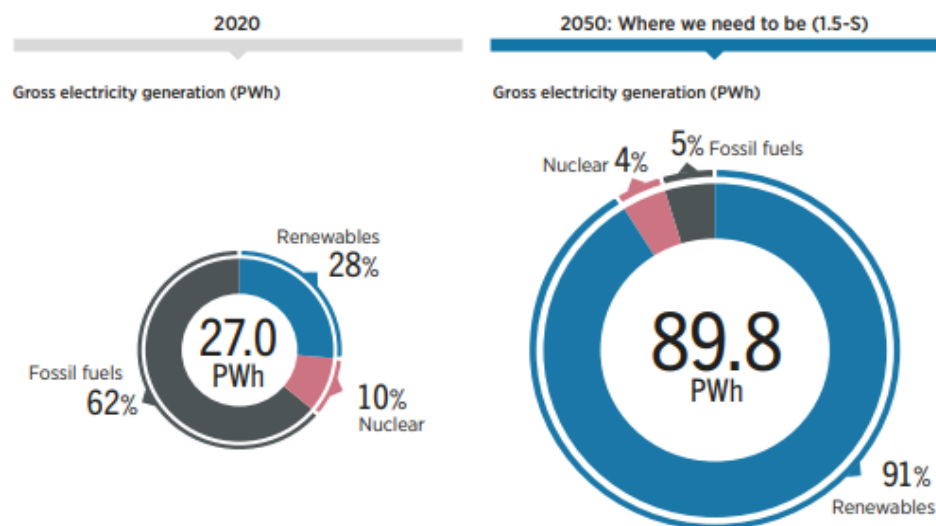 2020
Gross electricity generation (PWh)
Renewables
28%
27.0
PWh
Fossil fuels
62%
10%
Nuclear
2050: Where we need to be (1.5-S)
Gross electricity generation (PWh)
Nuclear 4%
5% Fossil fuels
89.8
PWh
91%
Renewables